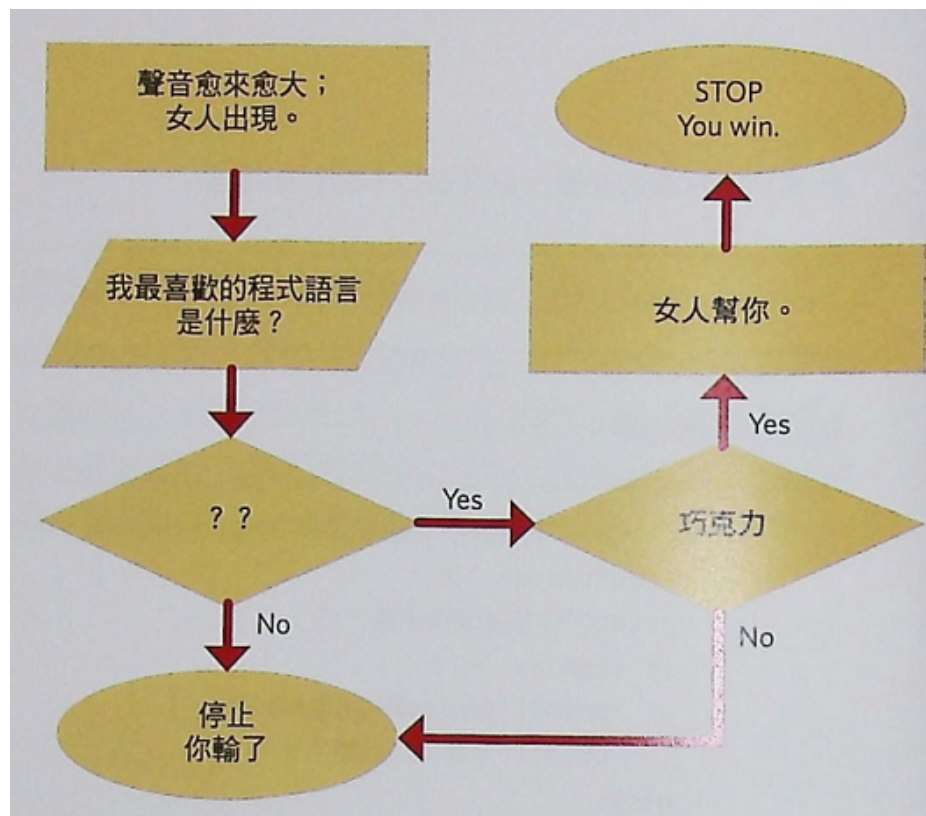 聲音愈來愈大；
女人出現。
我最喜歡的程式語言
是什麼？
？？
Yes
No
停止
你輸了
巧克力
Yes
No
女人幫你。
STOP
You win.